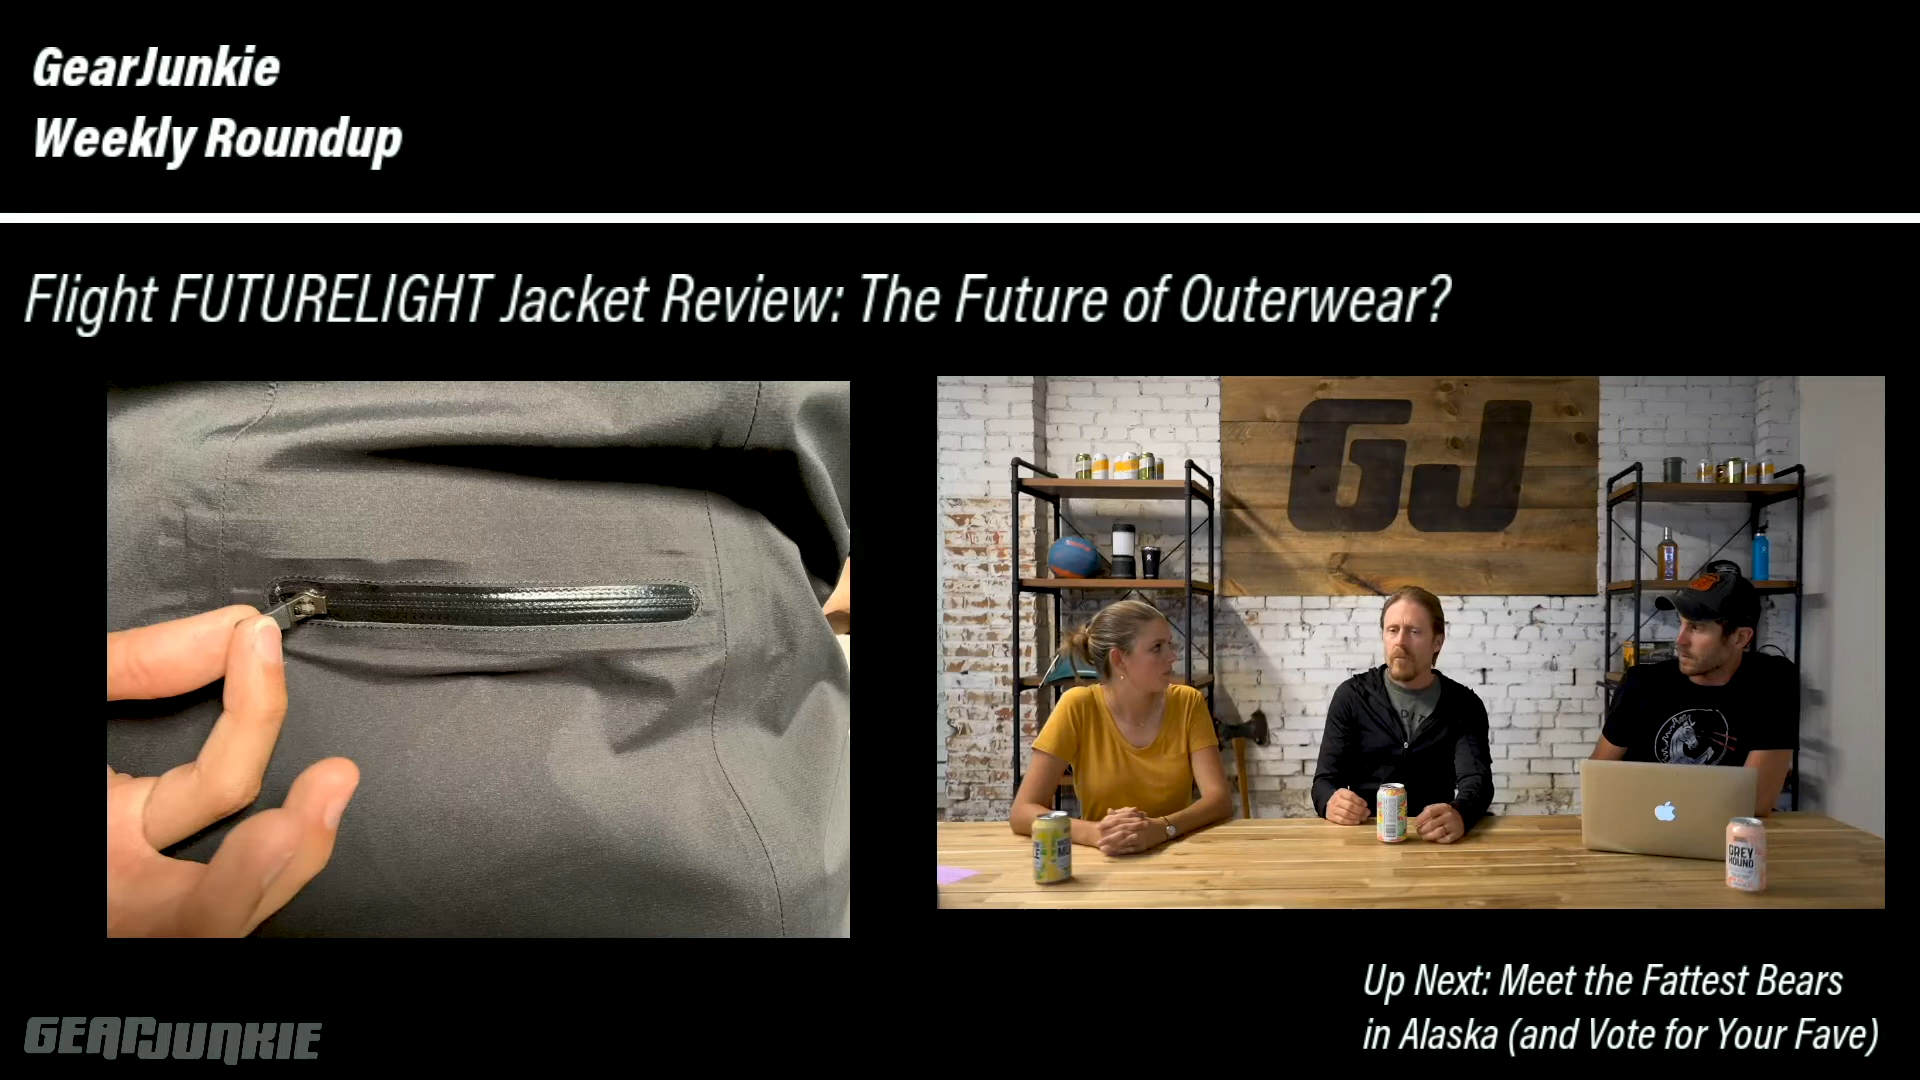 GearJunkie
Weekly Roundup
Flight FUTURELIGHT Jacket Review: The Future of Outerwear?
GJ
GREY
HOUND
Up Next: Meet the Fattest Bears
in Alaska (and Vote for Your Fave)
GEARJUNKIE